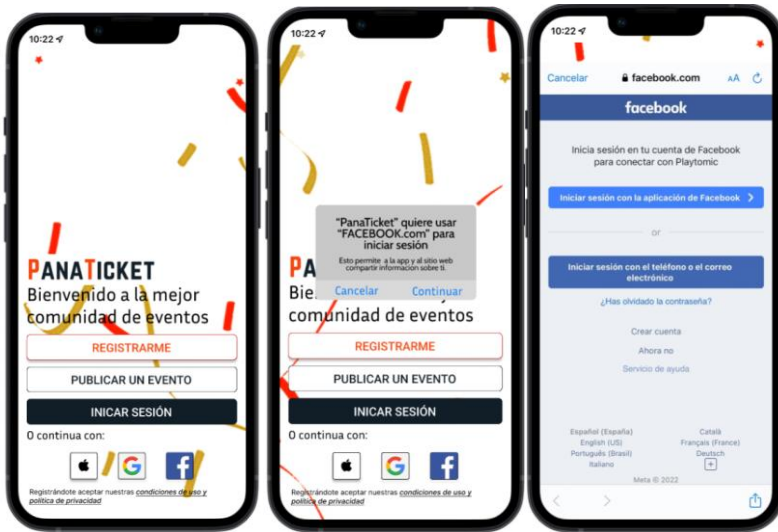 10:22
PANATICKET
Bienvenido a la mejor
comunidad de eventos
REGISTRARME
PUBLICAR UN EVENTO
INICAR SESIÓN
O continua con:
Registrándote aceptar nuestras condiciones de uso y
política de privacidad
10:22
"PanaTicket" quiere usar
"FACEBOOK.com" para
iniciar sesión
Esto permite a la app y al sitio web
compartir información sobre ti.
Cancelar Continuar
PA
Bie
comunidad de eventos
REGISTRARME
PUBLICAR UN EVENTO
INICAR SESIÓN
O continua con:
Registrándote aceptar nuestras condiciones de uso y
política de privacidad
10:22
Cancelar facebook.com AA
facebook
Inicia sesión en tu cuenta de Facebook
para conectar con Playtomic
Iniciar sesión con la aplicación de Facebook
or
Iniciar sesión con el teléfono o el correo
electrónico
¿Has olvidado la contraseña?
Crear cuenta
Ahora no
Servicio de ayuda
Español (España) Català
English (US) Français (France)
Português (Brasil) Deutsch
Italiano
Meta © 2022